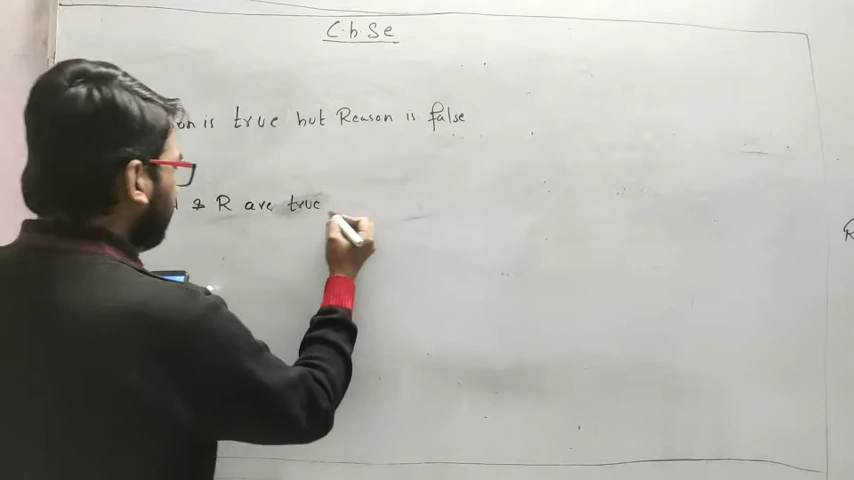 C.b.Se
is true but Reason is false
& R are true